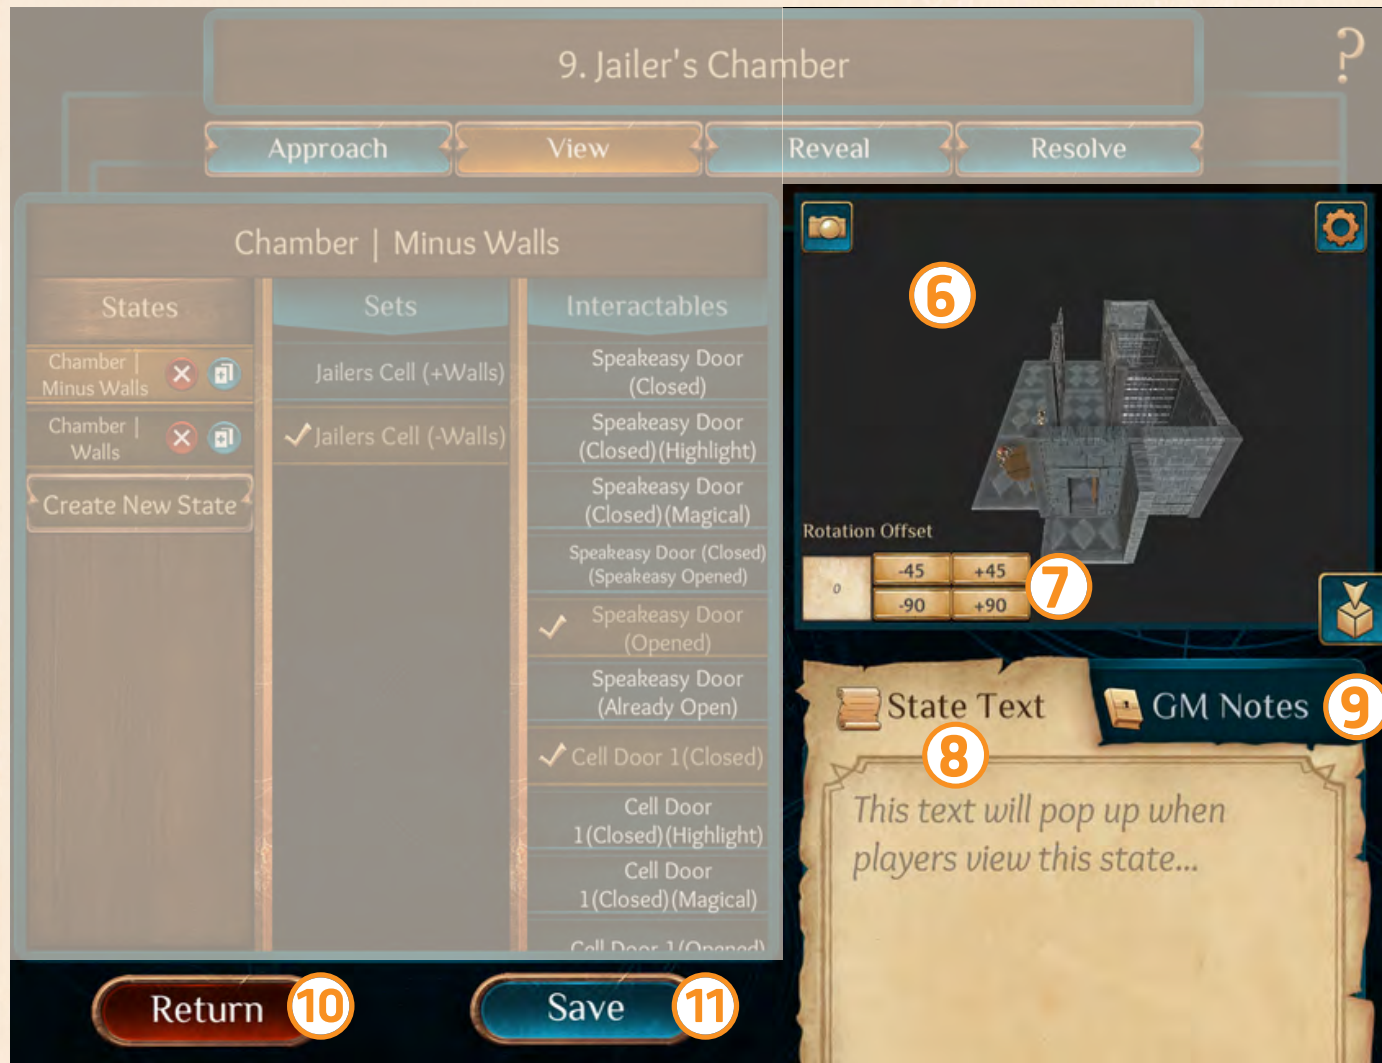 9. Jailer's Chamber
?
Approach
View
Reveal
Resolve
Chamber | Minus Walls
States
Sets
Interactables
Chamber |
Minus Walls
Chamber |
Walls
Create New State
Jailers Cell (+Walls)
Jailers Cell (-Walls)
Speakeasy Door
(Closed)
Speakeasy Door
(Closed)(Highlight)
Speakeasy Door
(Closed)(Magical)
Speakeasy Door (Closed)
(Speakeasy Opened)
Speakeasy Door
(Opened)
Speakeasy Door
(Already Open)
Cell Door 1(Closed)
Cell Door
1(Closed)(Highlight)
Cell Door
1(Closed)(Magical)
Cell Door 1(Opened)
6
Rotation Offset
0
-45
+45
-90
+90
7
State Text
8
GM Notes
9
This text will pop up when
players view this state...
Return
10
Save
11